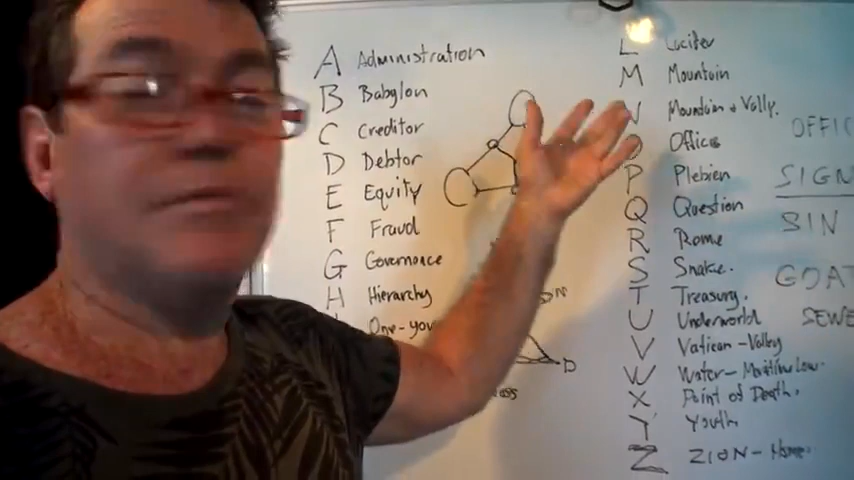 A Administration
B Babylon
C Creditor
D Debtor
E Equity
F Fraud
G Governance
H Hierarchy
One-you
D
L Lucifer
M Mountain
N Mountain + Vally.
O Offices
P Plebien
Q Question
R Rome
S Snake.
T Treasury.
U Underworld
V Vatican - Valley
W Water - Maritime Law.
X Point of Death.
Y Youth
Z ZION - Home.
OFFIC
SIGN
SIN
GOAT
SEWE